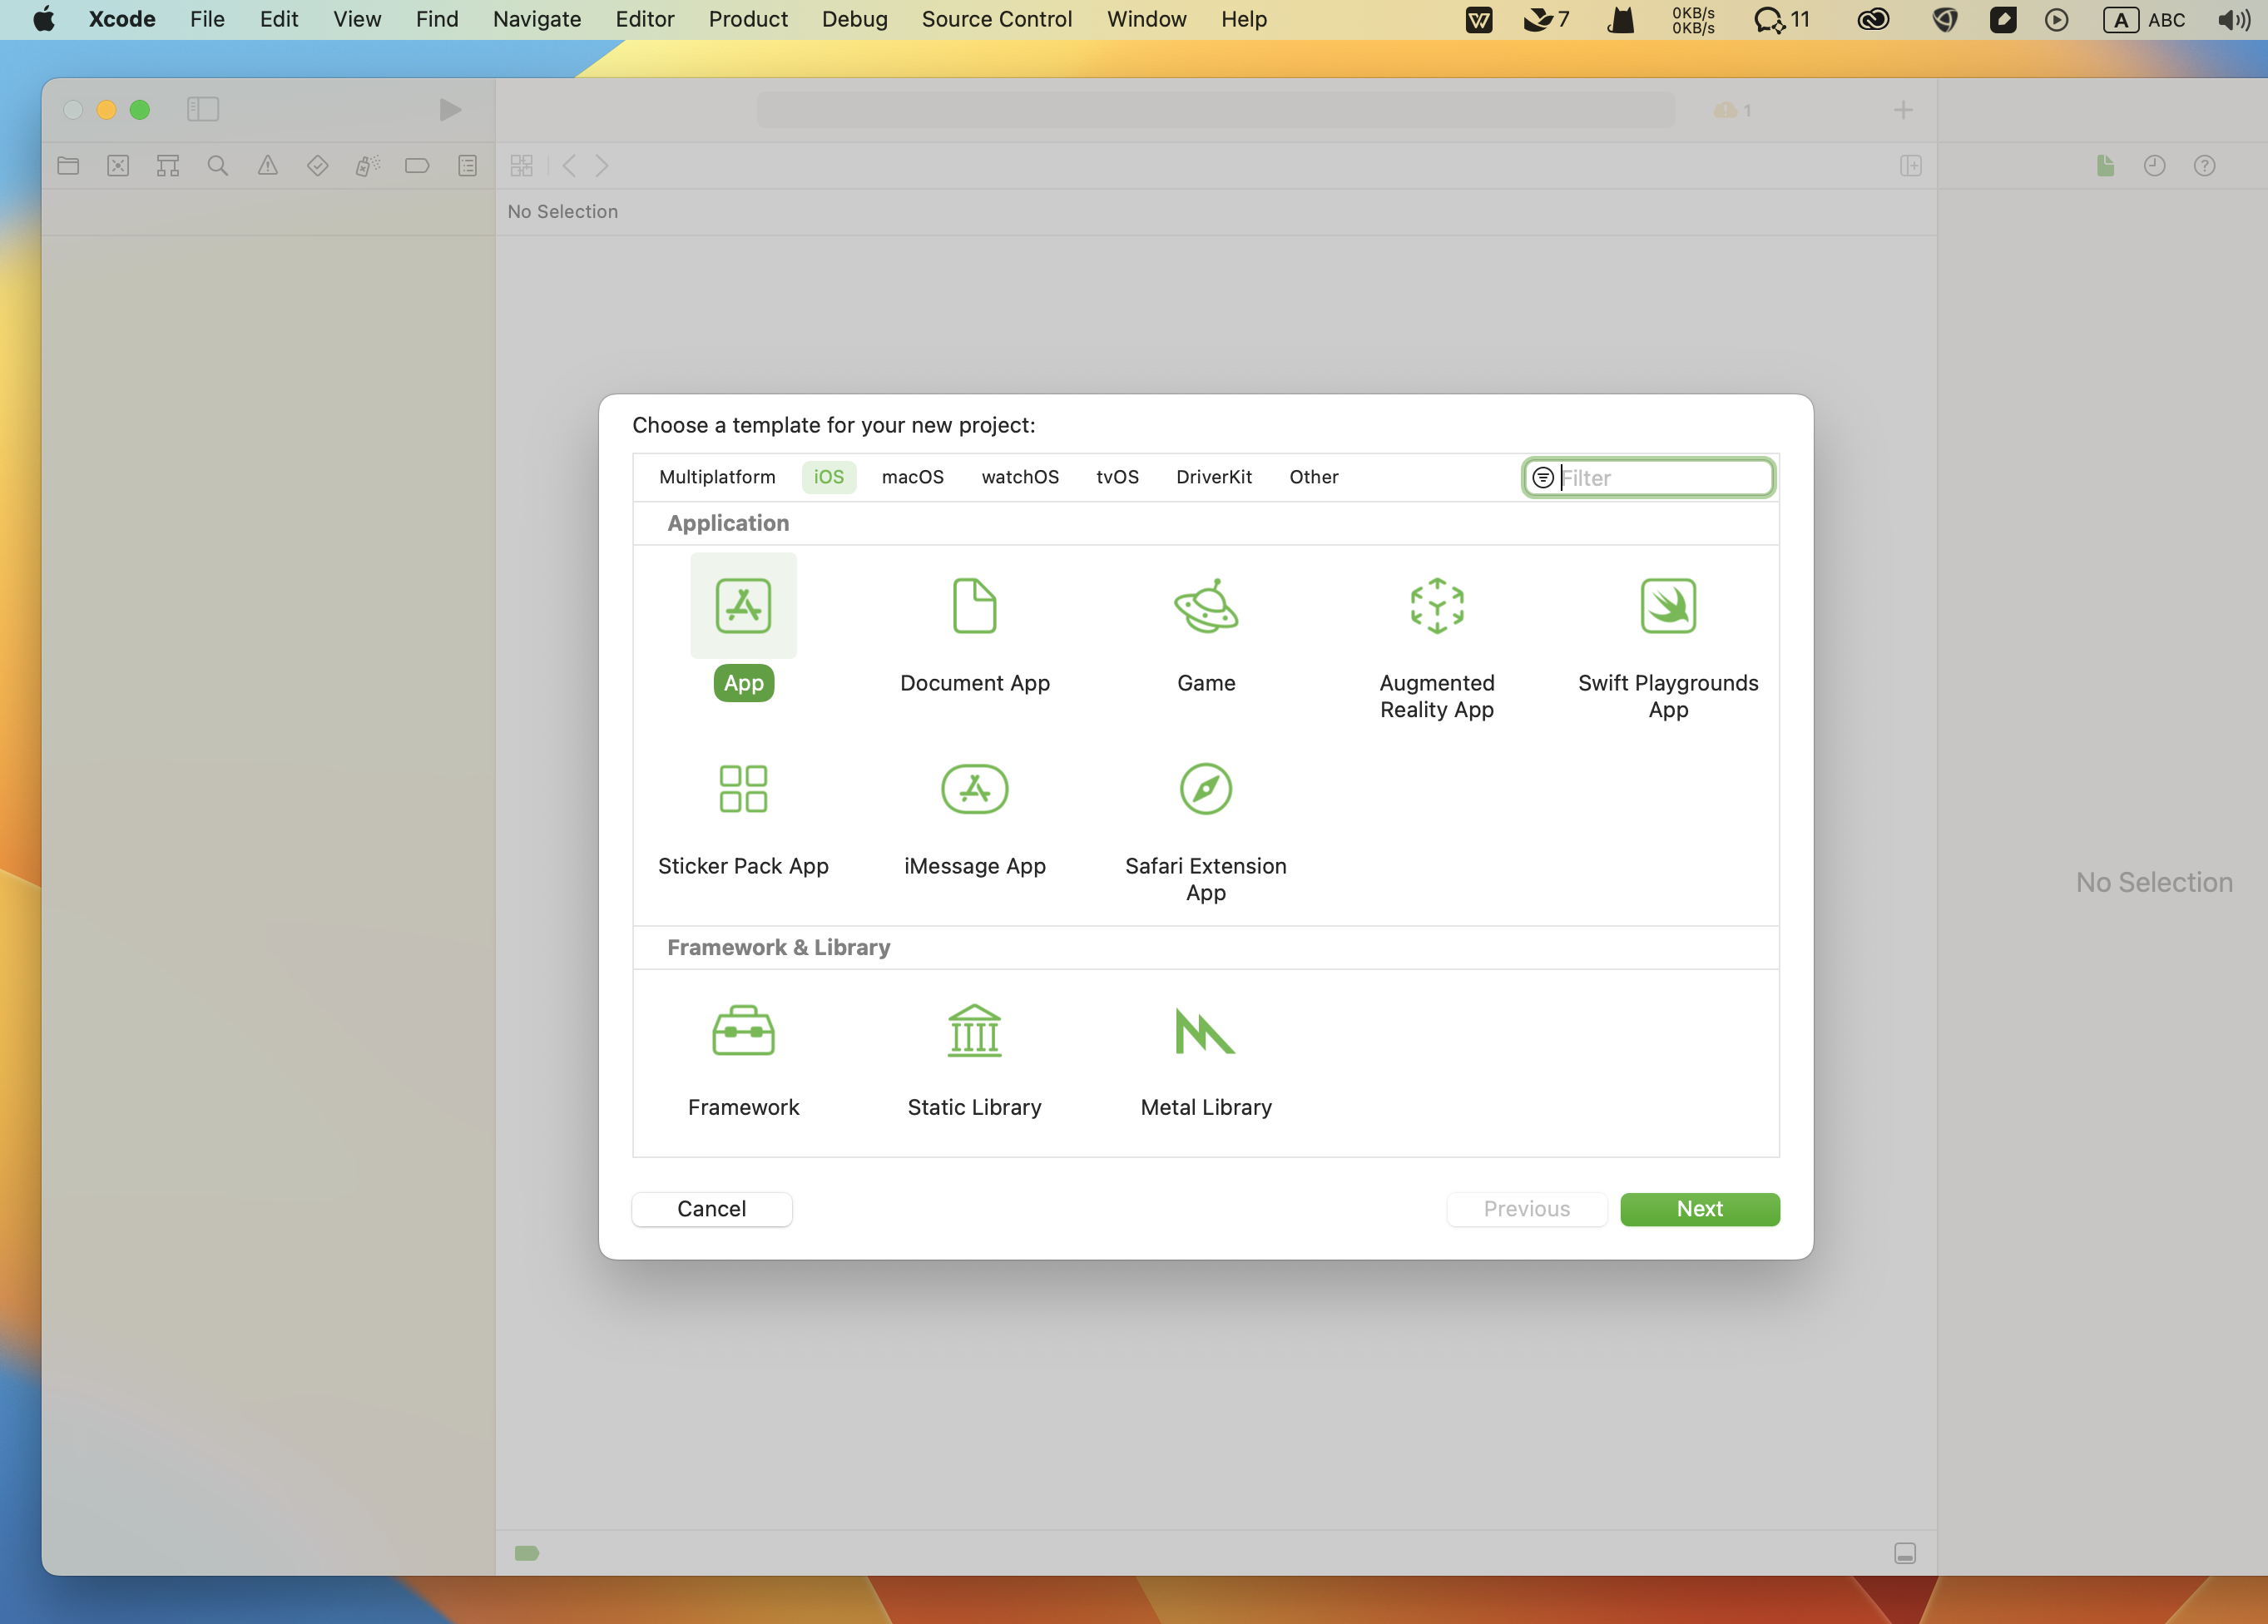 Xcode File Edit View Find Navigate Editor Product Debug Source Control Window Help 7 0KB/s 0KB/s 11 A ABC
1
No Selection
Choose a template for your new project:
Multiplatform iOS macOS watchOS tvOS DriverKit Other Filter
Application
App Document App Game Augmented Reality App Swift Playgrounds App
Sticker Pack App iMessage App Safari Extension App
No Selection
Framework & Library
Framework Static Library Metal Library
Cancel Previous Next